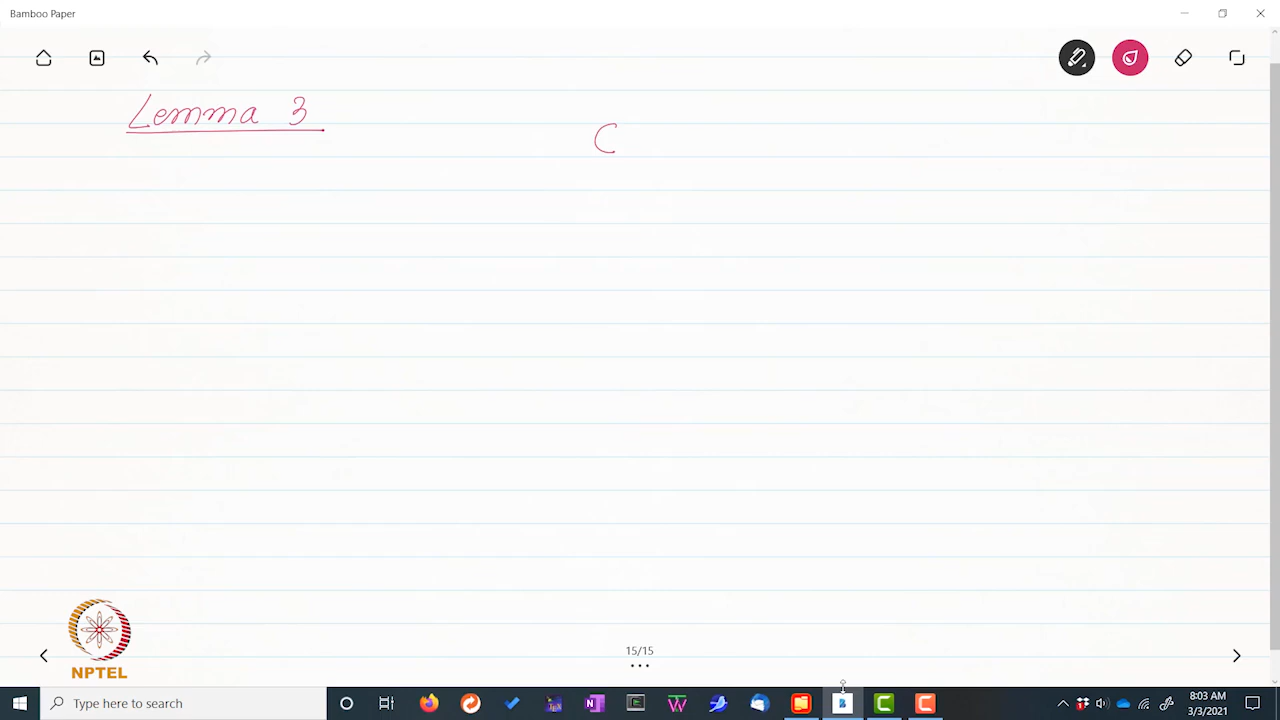 Bamboo Paper
Lemma 3
C
NPTEL
15/15
Type here to search
8:03 AM
3/3/2021